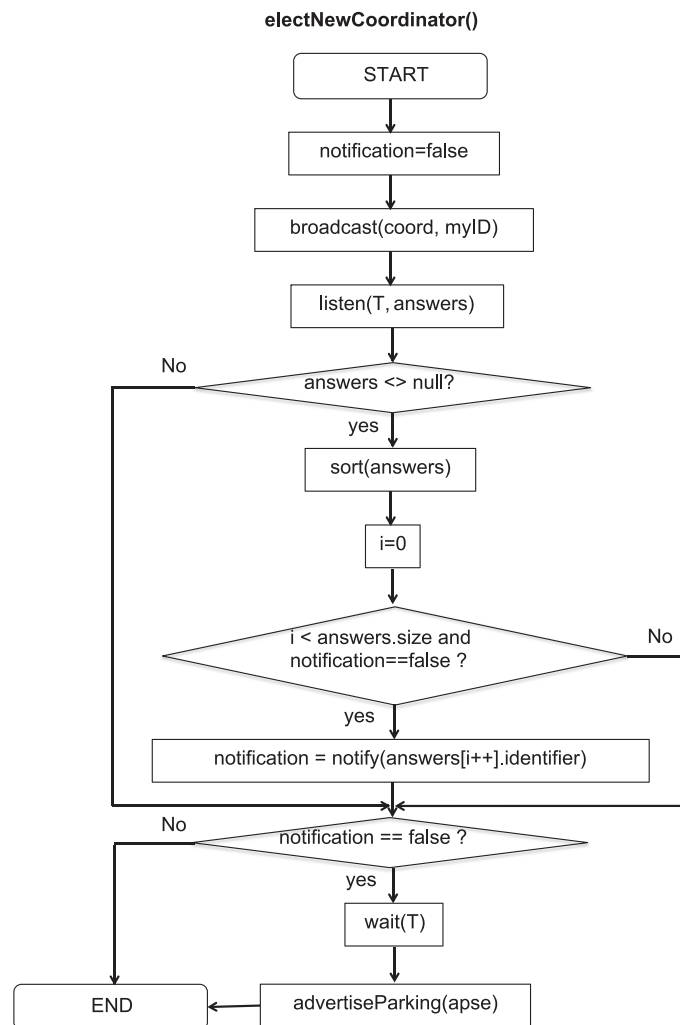 electNewCoordinator()
START
notification=false
broadcast(coord, myID)
listen(T, answers)
No
answers <> null?
yes
sort(answers)
i=0
i < answers.size and
notification==false ?
No
yes
notification = notify(answers[i++].identifier)
No
notification == false ?
yes
wait(T)
END
advertiseParking(apse)